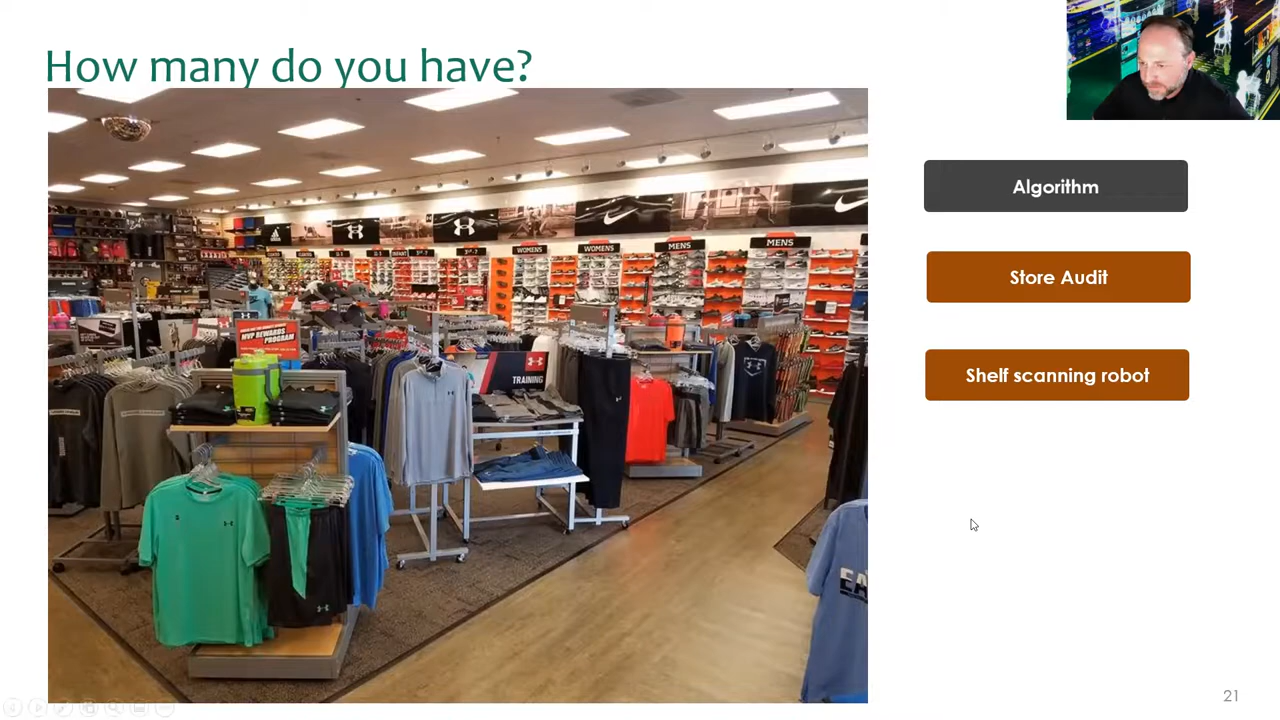 How many do you have?
Algorithm
Store Audit
Shelf scanning robot
WOMENS
WOMENS
MENS
MENS
MVP REWARDS
PROGRAM
TRAINING
21